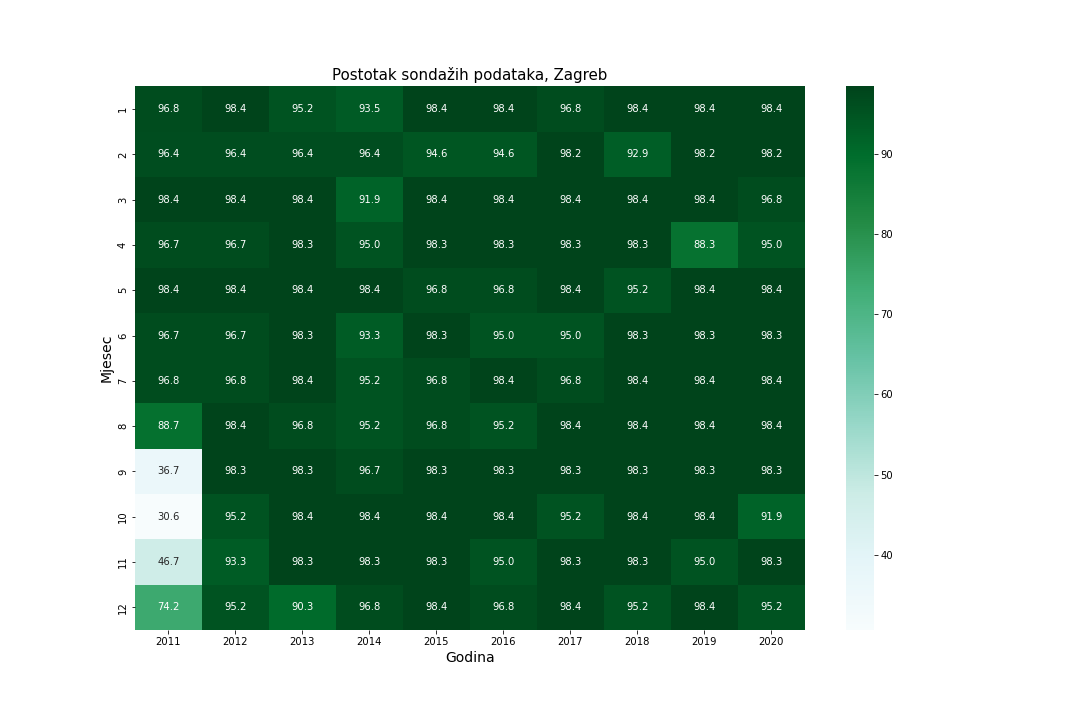 Postotak sondažih podataka, Zagreb
Mjesec
1 96.8 98.4 95.2 93.5 98.4 98.4 96.8 98.4 98.4 98.4
2 96.4 96.4 96.4 96.4 94.6 94.6 98.2 92.9 98.2 98.2
3 98.4 98.4 98.4 91.9 98.4 98.4 98.4 98.4 98.4 96.8
4 96.7 96.7 98.3 95.0 98.3 98.3 98.3 98.3 88.3 95.0
5 98.4 98.4 98.4 98.4 96.8 96.8 98.4 95.2 98.4 98.4
6 96.7 96.7 98.3 93.3 98.3 95.0 95.0 98.3 98.3 98.3
7 96.8 96.8 98.4 95.2 96.8 98.4 96.8 98.4 98.4 98.4
8 88.7 98.4 96.8 95.2 96.8 95.2 98.4 98.4 98.4 98.4
9 36.7 98.3 98.3 96.7 98.3 98.3 98.3 98.3 98.3 98.3
10 30.6 95.2 98.4 98.4 98.4 98.4 95.2 98.4 98.4 91.9
11 46.7 93.3 98.3 98.3 98.3 95.0 98.3 98.3 95.0 98.3
12 74.2 95.2 90.3 96.8 98.4 96.8 98.4 95.2 98.4 95.2
2011 2012 2013 2014 2015 2016 2017 2018 2019 2020
Godina
90
80
70
60
50
40